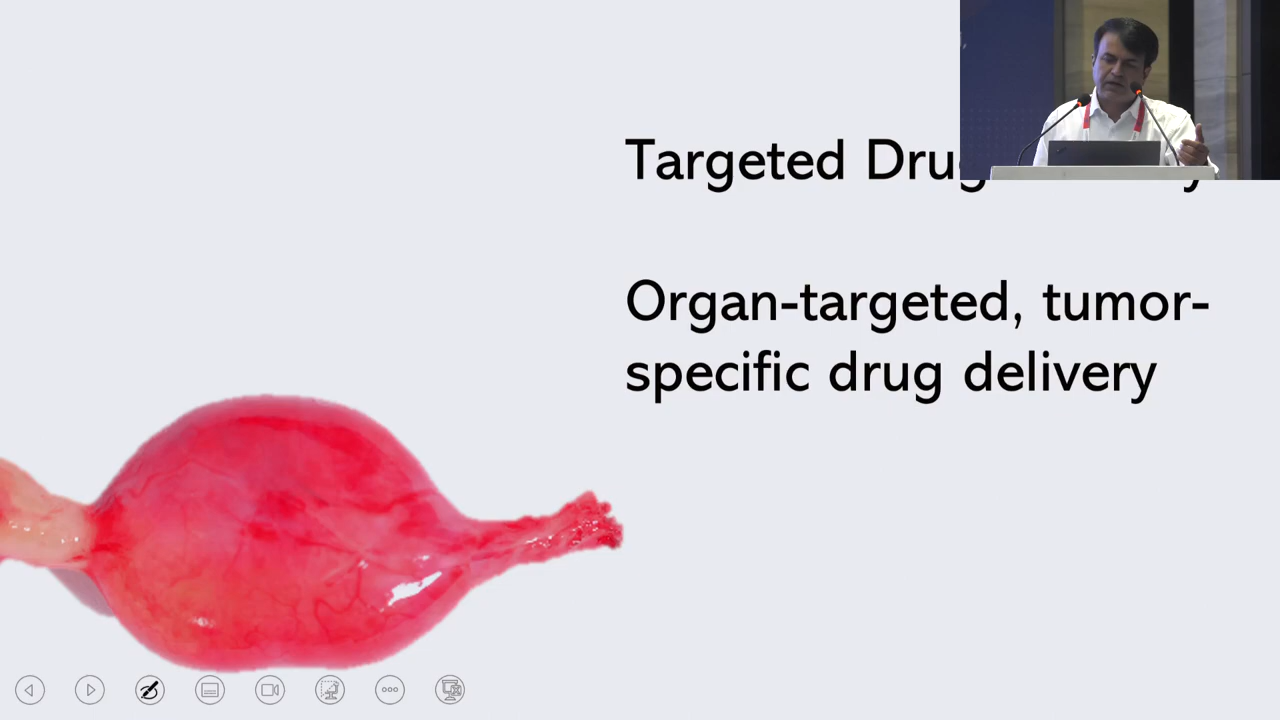 Targeted Drug
Organ-targeted, tumor-
specific drug delivery